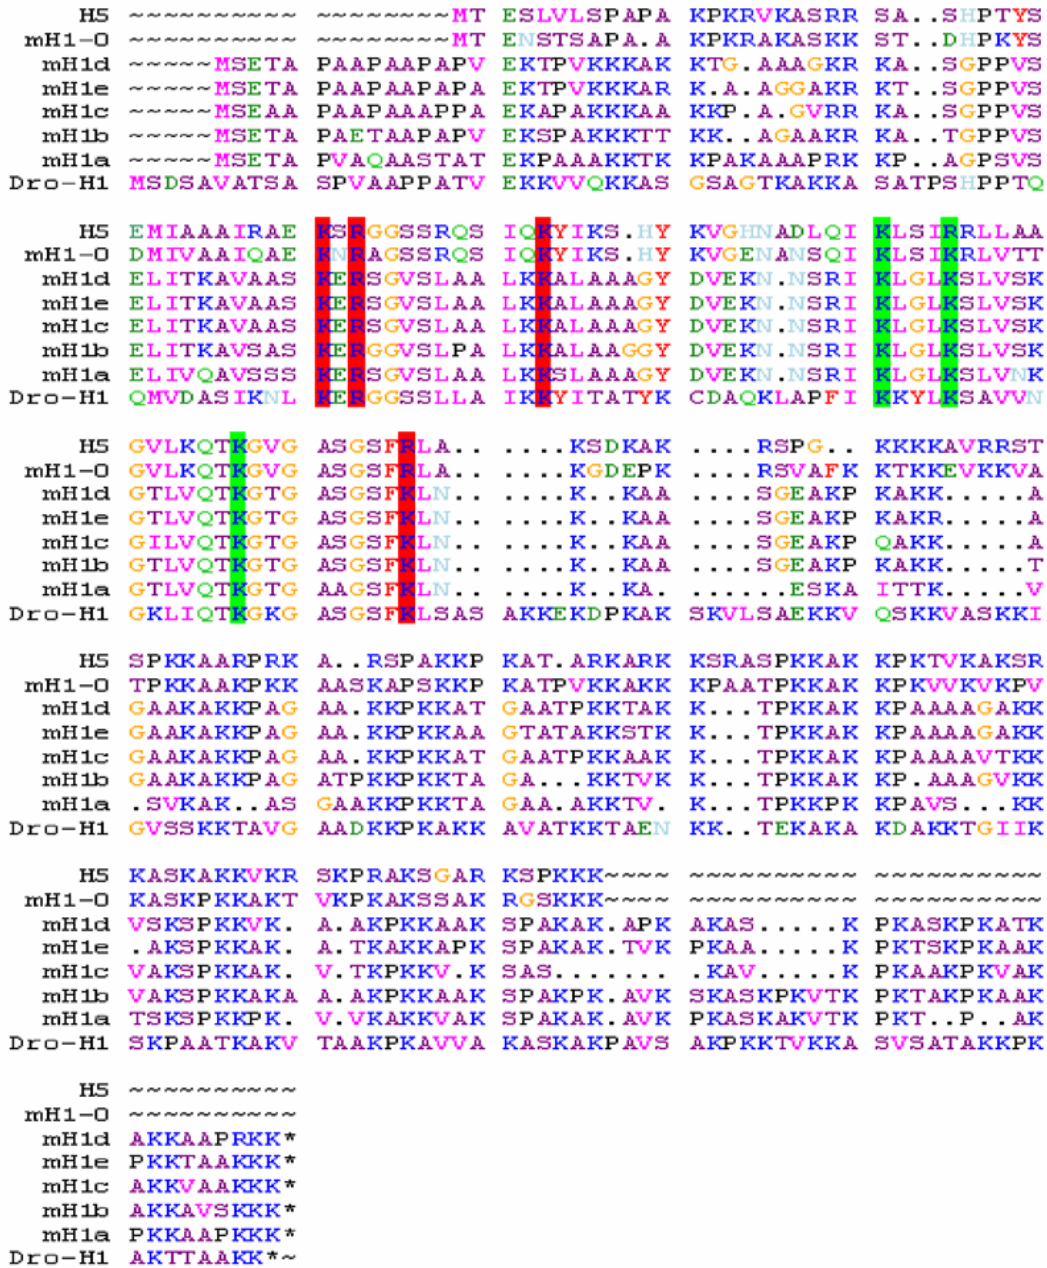 H5 ~~~~~~~~~~ ~~~~~~~~~MT ESLVLSPAPA KPKRVKASRR SA..SHPTYS
mH1-0 ~~~~~~~~~~ ~~~~~~~~~MT ENSTSAPA.A KPKRAKASKK ST..DHPKYS
mH1d ~~~~~MSETA PAAPAAPAPV EKTPVKKKAK KTG.AAAGKR KA..SGPPVS
mH1e ~~~~~MSETA PAAPAAPAPA EKTPVKKKAR K.A.AGGAKR KA..SGPPVS
mH1c ~~~~~MSEAA PAAPAAAPPA EKAPAKKKAA KKP.A.GVRR KA..SGPPVS
mH1b ~~~~~MSETA PAETAAPAPV EKSPAKKKTT KK..AGAAKR KA..TGPPVS
mH1a ~~~~~MSETA PVAQAASTAT EKPAAAKKTK KPAKAAAPRK KP..AGPSVS
Dro-H1 MSDSAVATSA SPVAAPPATV EKKVVQKKAS GSAGTKAKKA SATPSHPPTQ
H5 EMIAAAIRAE KSRGGSSRQS IQKYIKS.HY KVGHNADLQI KLSIRRLLAA
mH1-0 DMIVAAIQAE KNRAGSSRQS IQKYIKS.HY KVGENANSQI KLSIKRLVTT
mH1d ELITKAVAAS KERSGVSLAA LKKALAAAGY DVEKN.NSRI KLGLKSLVSK
mH1e ELITKAVAAS KERSGVSLAA LKKALAAAGY DVEKN.NSRI KLGLKSLVSK
mH1c ELITKAVAAS KERSGVSLAA LKKALAAAGY DVEKN.NSRI KLGLKSLVSK
mH1b ELITKAVSAS KERGGVSLPA LKKALAAGGY DVEKN.NSRI KLGLKSLVSK
mH1a ELIVQAVSSS KERSGVSLAA LKKSLAAAGY DVEKN.NSRI KLGLKSLVNK
Dro-H1 QMVDASIKNL KERGGSSLLA IKKYITATYK CDAQKLAPFI KKYLKSAVVN
H5 GVLKQTKGVG ASGSFRLA.. .....KSDKAK ....RSPG.. KKKKAVRRST
mH1-0 GVLKQTKGVG ASGSFRLA.. .....KGDEPK ....RSVAFK KTKKEVKKVA
mH1d GTLVQTKGTG ASGSFKLN.. .....K..KAA ....SGEAKP KAKK.....A
mH1e GTLVQTKGTG ASGSFKLN.. .....K..KAA ....SGEAKP KAKR.....A
mH1c GILVQTKGTG ASGSFKLN.. .....K..KAA ....SGEAKP QAKK.....A
mH1b GTLVQTKGTG ASGSFKLN.. .....K..KAA ....SGEAKP KAKK.....T
mH1a GTLVQTKGTG AAGSFKLN.. .....K..KA. .....ESKA ITTK.....V
Dro-H1 GKLIQTKGKG ASGSFKLSAS AKKEKDPKAK SKVLSAEKKV QSKKVASKKI
H5 SPKKAARPRK A..RSPAKKP KAT.ARKARK KSRASPKKAK KPKTVKAKSR
mH1-0 TPKKAAKPKK AASKAPSKKP KATPVKKAKK KPAATPKKAK KPKVVKVKPV
mH1d GAAKAKKPAG AA.KKPKKAT GAATPKKTAK K...TPKKAK KPAAAAGAKK
mH1e GAAKAKKPAG AA.KKPKKAA GTATAKKSTK K...TPKKAK KPAAAAGAKK
mH1c GAAKAKKPAG AA.KKPKKAT GAATPKKAAK K...TPKKAK KPAAAAVTKK
mH1b GAAKAKKPAG ATPKKPKKTA GA...KKTVK K...TPKKAK KP.AAAGVKK
mH1a .SVKAK..AS GAAKKPKKTA GAA.AKKTV. K...TPKKPK KPAVS...KK
Dro-H1 GVSSKKTAVG AADKKPKAKK AVATKKTAEN KK..TEKAKA KDAKKTGIIK
H5 KASKAKKVKR SKPRAKSGAR KSPKKK~~~~ ~~~~~~~~~~ ~~~~~~~~~~
mH1-0 KASKPKKAKT VKPKAKSSAK RGSKKK~~~~ ~~~~~~~~~~ ~~~~~~~~~~
mH1d VSKSPKKVK. A.AKPKKAAK SPAKAK.APK AKAS.....K PKASKPKATK
mH1e .AKSPKKAK. A.TKAKKAPK SPAKAK.TVK PKAA.....K PKTSKPKAAK
mH1c VAKSPKKAK. V.TKPKKV.K SAS....... .KAV.....K PKAAKPKVAK
mH1b VAKSPKKAKA A.AKPKKAAK SPAKPK.AVK SKASKPKVTK PKTAKPKAAK
mH1a TSKSPKKPK. V.VKAKKVAK SPAKAK.AVK PKASKAKVTK PKT..P..AK
Dro-H1 SKPAATKAKV TAAKPKAVVA KASKAKPAVS AKPKKTVKKA SVSATAKKPK
H5 ~~~~~~~~~~
mH1-0 ~~~~~~~~~~
mH1d AKKAAPRKK*
mH1e PKKTAAKKK*
mH1c AKKVAAKKK*
mH1b AKKAVSKKK*
mH1a PKKAAPKKK*
Dro-H1 AKTTAAKK*~